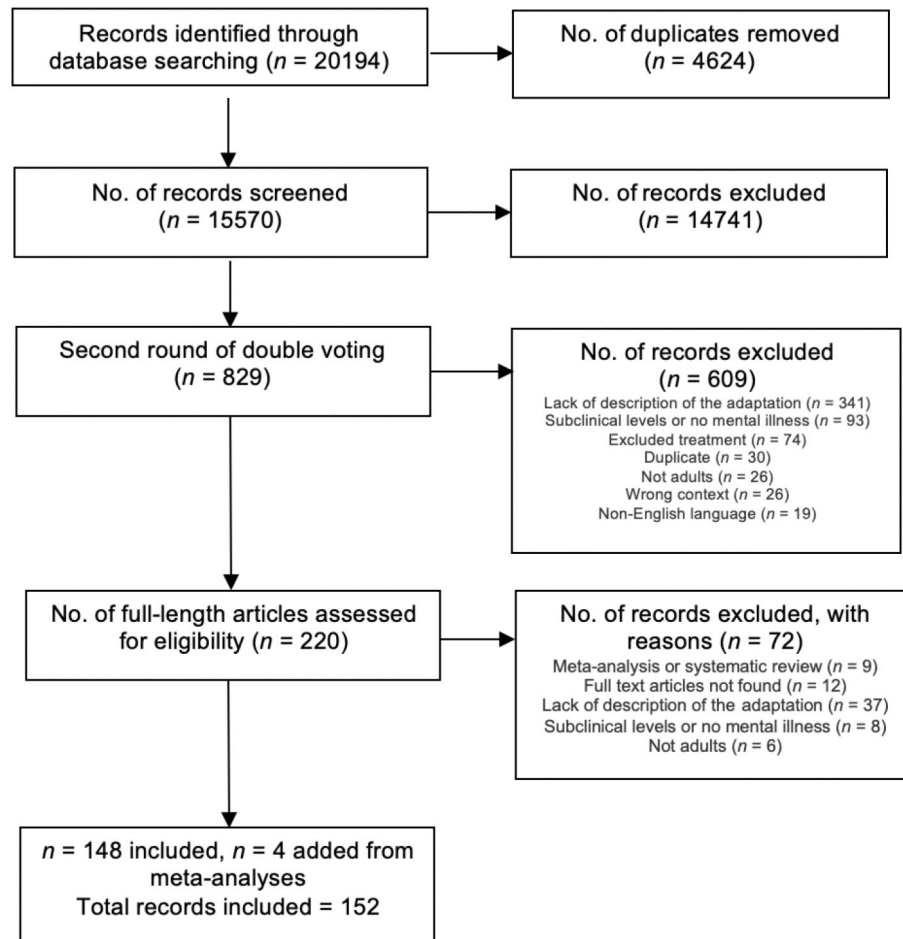 Records identified through
database searching (n = 20194)
No. of duplicates removed
(n = 4624)
No. of records screened
(n = 15570)
No. of records excluded
(n = 14741)
Second round of double voting
(n = 829)
No. of records excluded
(n = 609)
Lack of description of the adaptation (n = 341)
Subclinical levels or no mental illness (n = 93)
Excluded treatment (n = 74)
Duplicate (n = 30)
Not adults (n = 26)
Wrong context (n = 26)
Non-English language (n = 19)
No. of full-length articles assessed
for eligibility (n = 220)
No. of records excluded, with
reasons (n = 72)
Meta-analysis or systematic review (n = 9)
Full text articles not found (n = 12)
Lack of description of the adaptation (n = 37)
Subclinical levels or no mental illness (n = 8)
Not adults (n = 6)
n = 148 included, n = 4 added from
meta-analyses
Total records included = 152